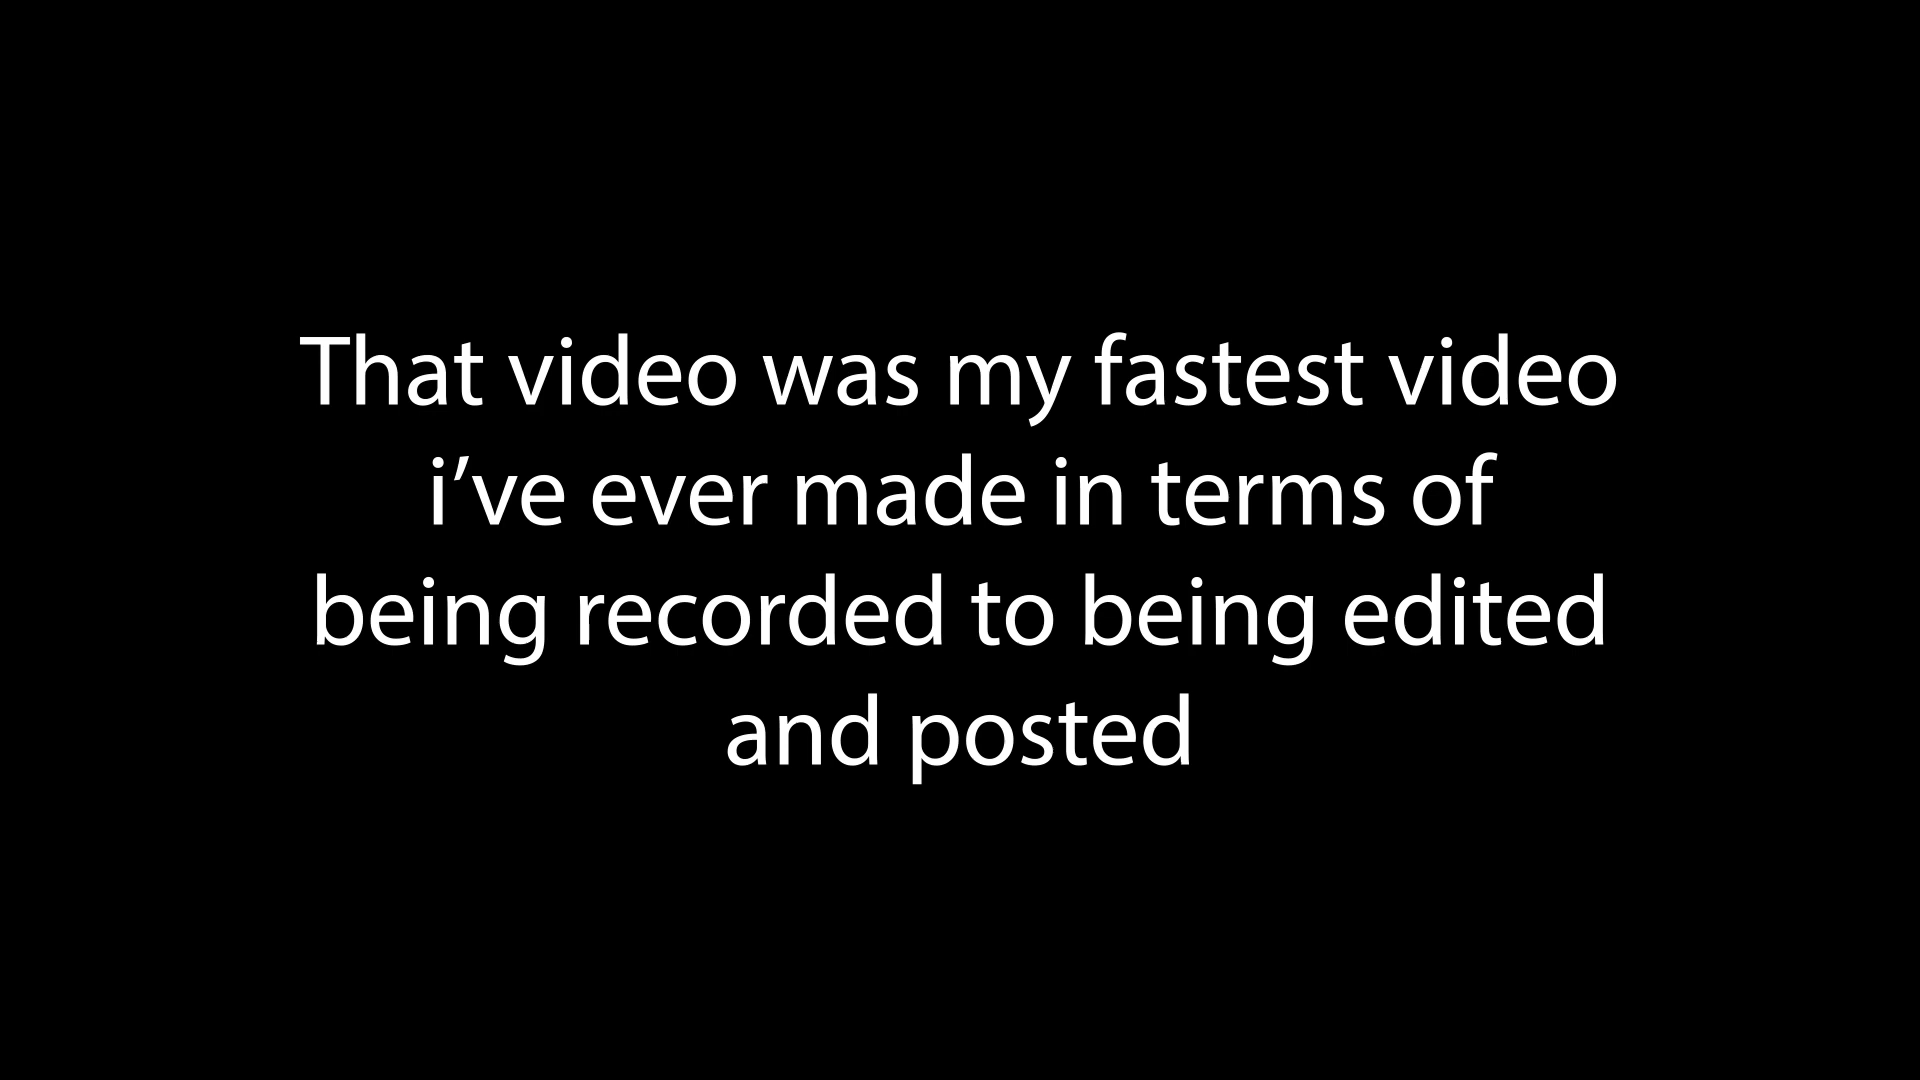 That video was my fastest video
i’ve ever made in terms of
being recorded to being edited
and posted